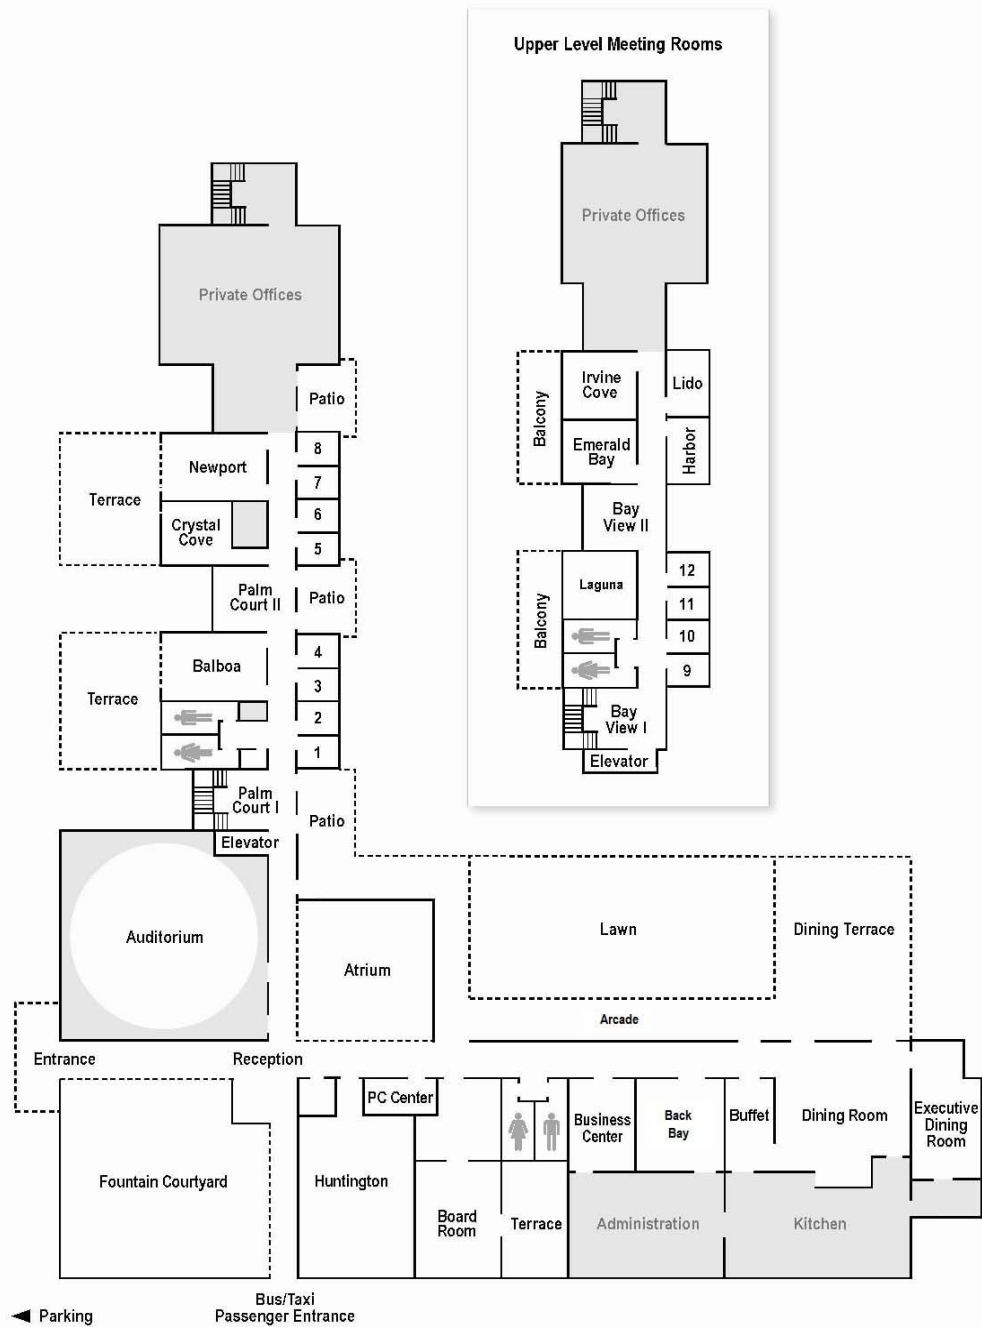 Upper Level Meeting Rooms
Private Offices
Irvine
Cove
Lido
Balcony
Emerald
Bay
Harbor
Bay
View II
Laguna
Balcony
12
11
10
9
Bay
View I
Elevator
Private Offices
Patio
Newport
8
7
Terrace
Crystal
Cove
6
5
Palm
Court II
Patio
Balboa
4
3
Terrace
2
1
Palm
Court I
Patio
Elevator
Auditorium
Atrium
Lawn
Dining Terrace
Arcade
Entrance
Reception
PC Center
Business
Center
Back
Bay
Buffet
Dining Room
Executive
Dining
Room
Fountain Courtyard
Huntington
Board
Room
Terrace
Administration
Kitchen
Bus/Taxi
Passenger Entrance
Parking